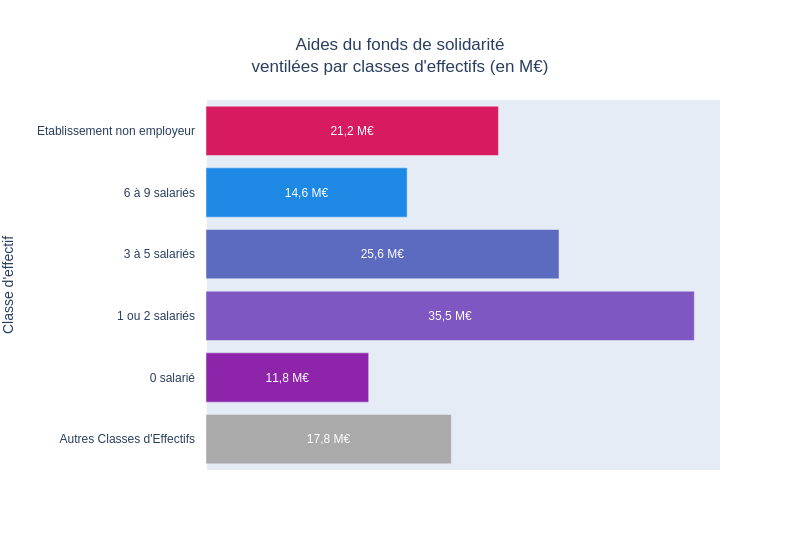 Aides du fonds de solidarité
ventilées par classes d'effectifs (en M€)
Classe d'effectif
Etablissement non employeur
21,2 M€
6 à 9 salariés
14,6 M€
3 à 5 salariés
25,6 M€
1 ou 2 salariés
35,5 M€
0 salarié
11,8 M€
Autres Classes d'Effectifs
17,8 M€